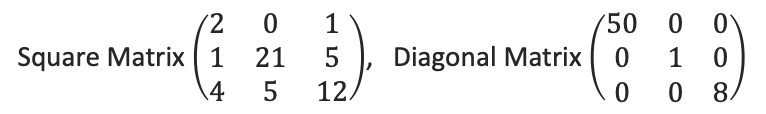 Square Matrix
2 0 1
1 21 5
4 5 12
, Diagonal Matrix
50 0 0
0 1 0
0 0 8